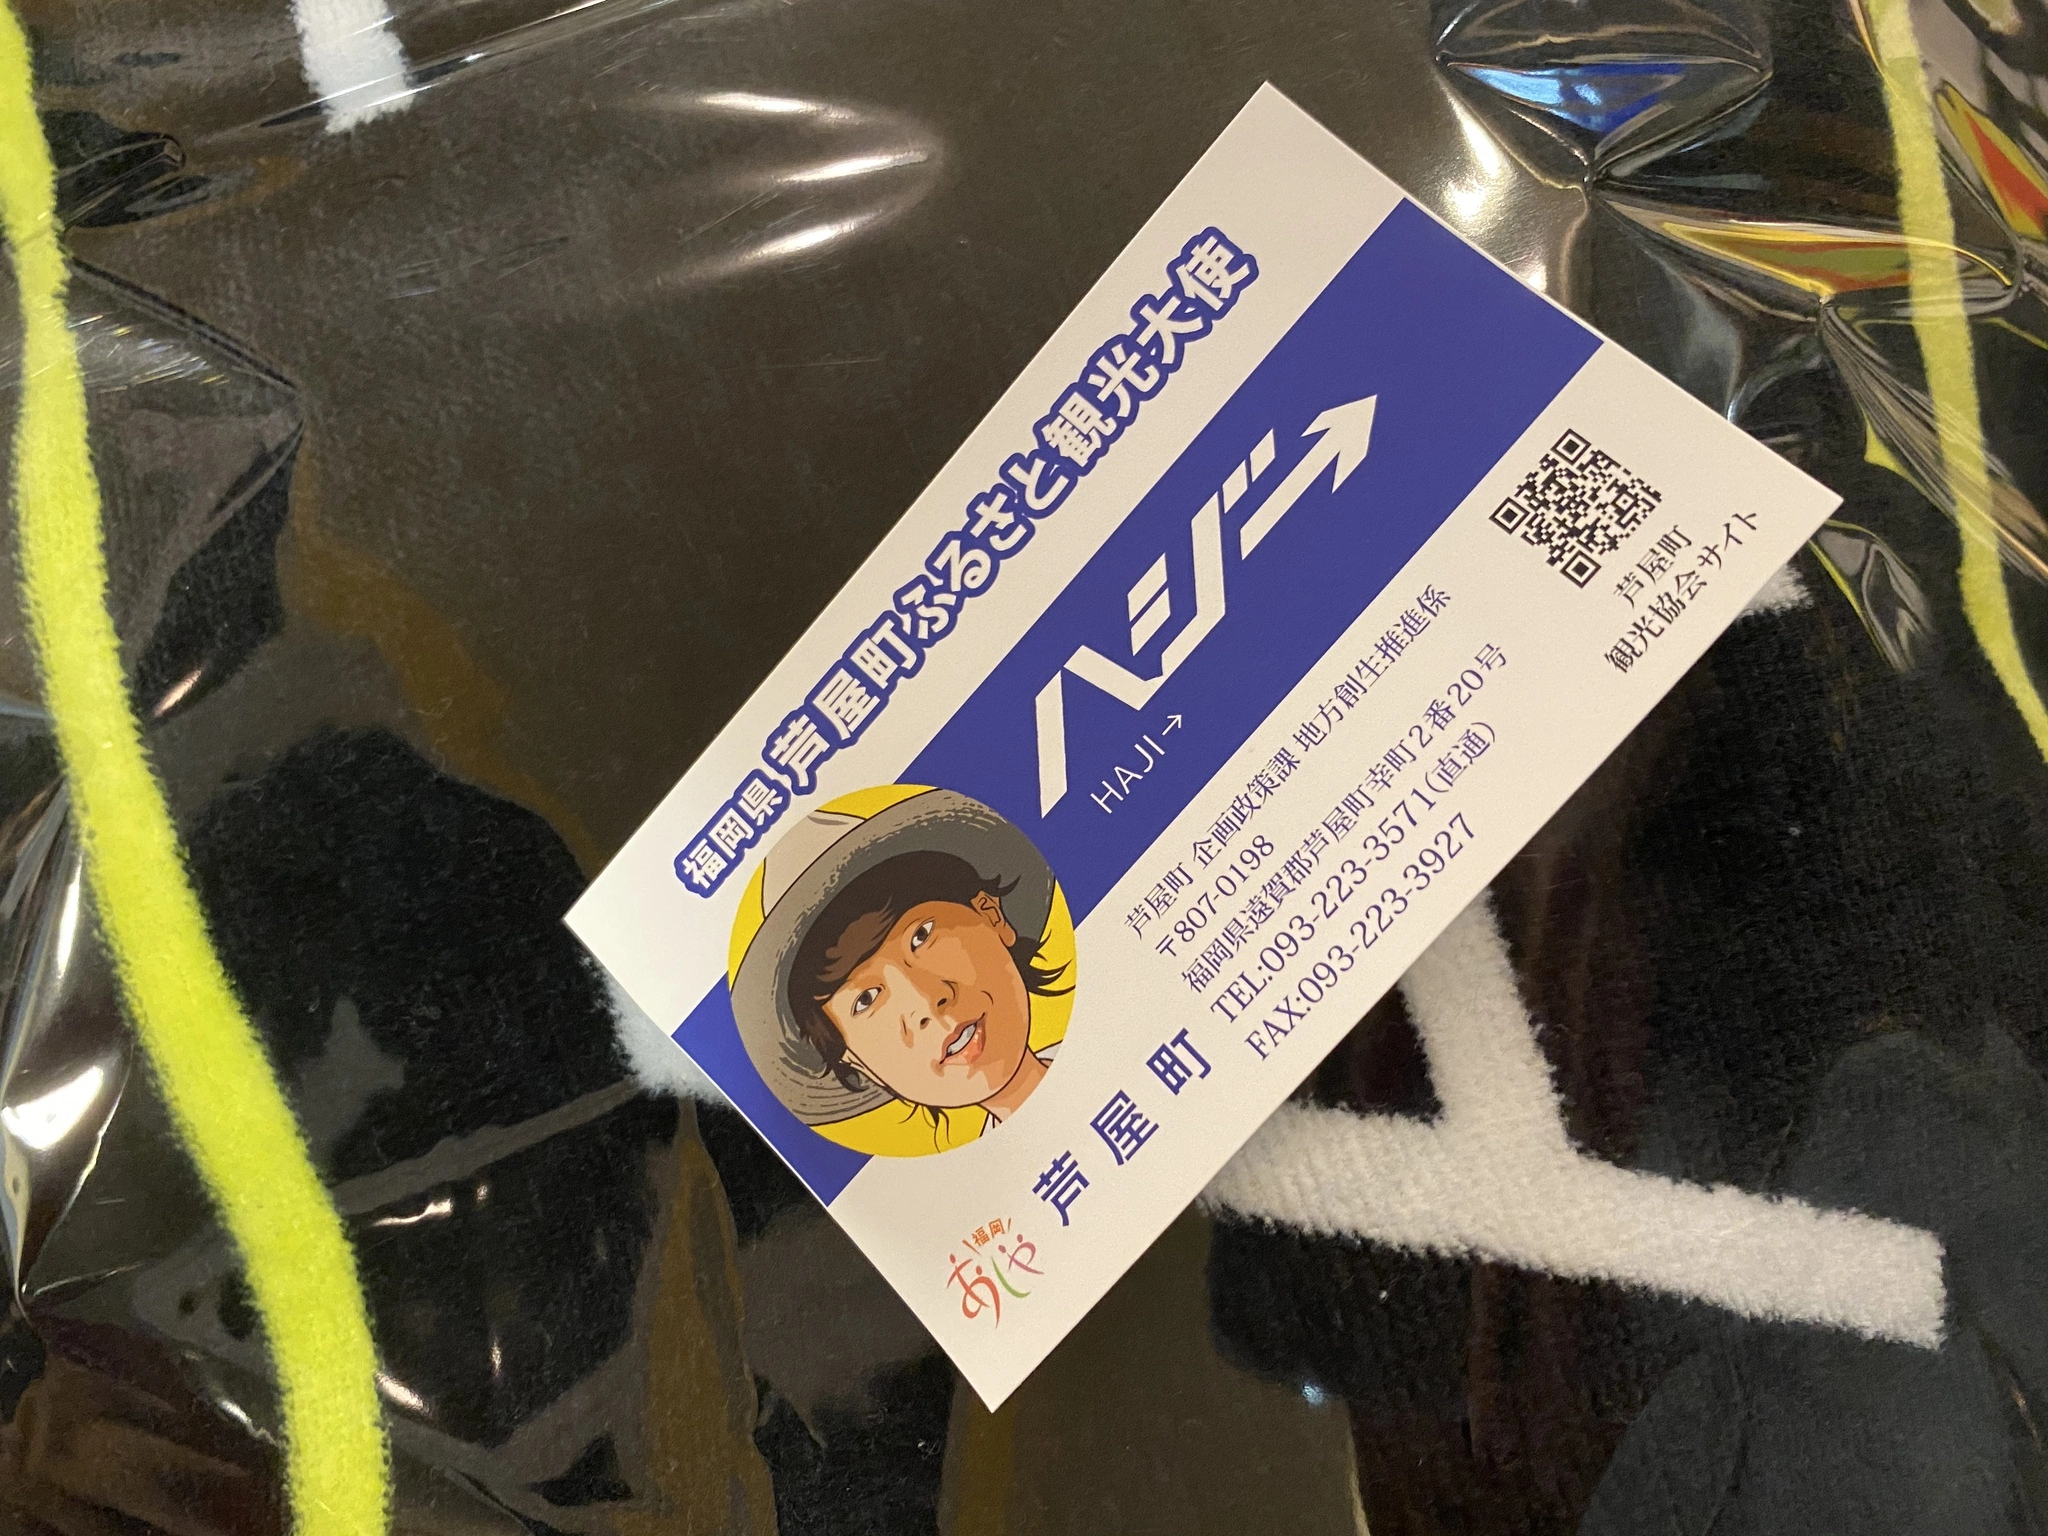 福岡県 芦屋町ふるさと観光大使
ハジ→
HAJI→
芦屋町 企画政策課 地方創生推進係
〒807-0198
福岡県遠賀郡芦屋町幸町2番20号
TEL:093-223-3571(直通)
FAX:093-223-3927
芦屋町
観光協会サイト
福岡
あしや
芦屋町